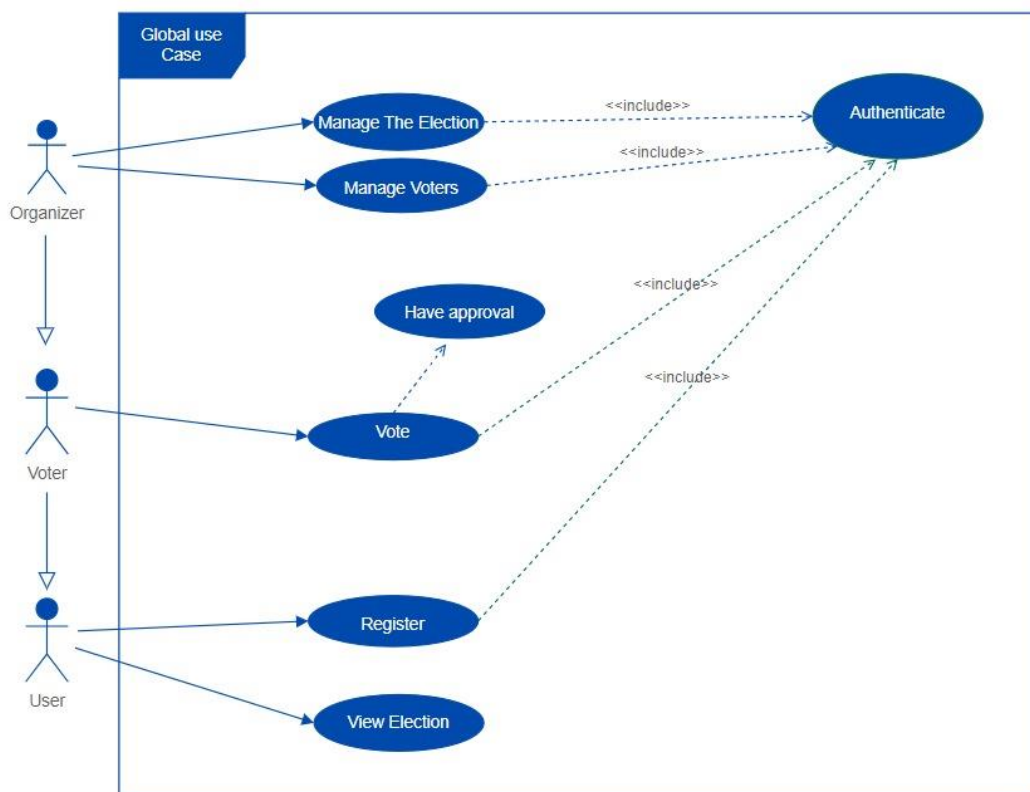 Global use
Case
Manage The Election
<<include>>
Authenticate
Manage Voters
<<include>>
Organizer
<<include>>
Have approval
<<include>>
Vote
Voter
Register
User
View Election